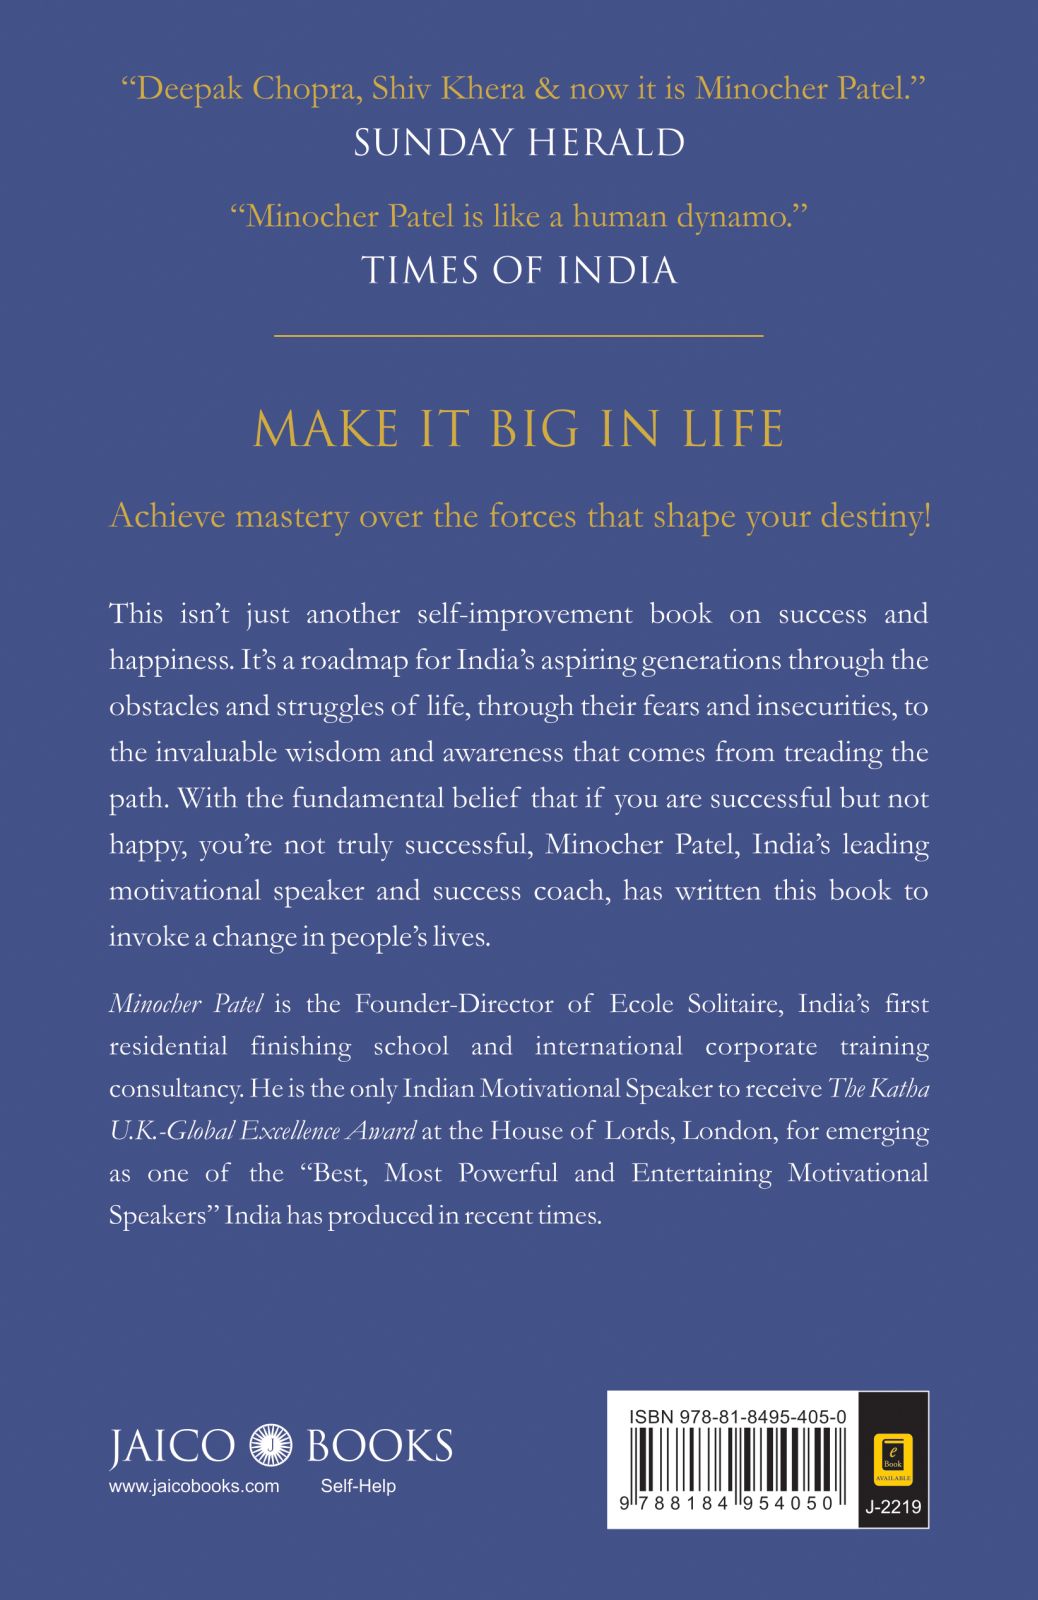 “Deepak Chopra, Shiv Khera & now it is Minocher Patel.”
SUNDAY HERALD
“Minocher Patel is like a human dynamo.”
TIMES OF INDIA
MAKE IT BIG IN LIFE
Achieve mastery over the forces that shape your destiny!
This isn’t just another self-improvement book on success and
happiness. It’s a roadmap for India’s aspiring generations through the
obstacles and struggles of life, through their fears and insecurities, to
the invaluable wisdom and awareness that comes from treading the
path. With the fundamental belief that if you are successful but not
happy, you’re not truly successful, Minocher Patel, India’s leading
motivational speaker and success coach, has written this book to
invoke a change in people’s lives.
Minocher Patel is the Founder-Director of Ecole Solitaire, India’s first
residential finishing school and international corporate training
consultancy. He is the only Indian Motivational Speaker to receive The Katha
U.K.-Global Excellence Award at the House of Lords, London, for emerging
as one of the “Best, Most Powerful and Entertaining Motivational
Speakers” India has produced in recent times.
JAICO J BOOKS
www.jaicobooks.com Self-Help
ISBN 978-81-8495-405-0
9 788184 954050
e
Book
AVAILABLE
J-2219